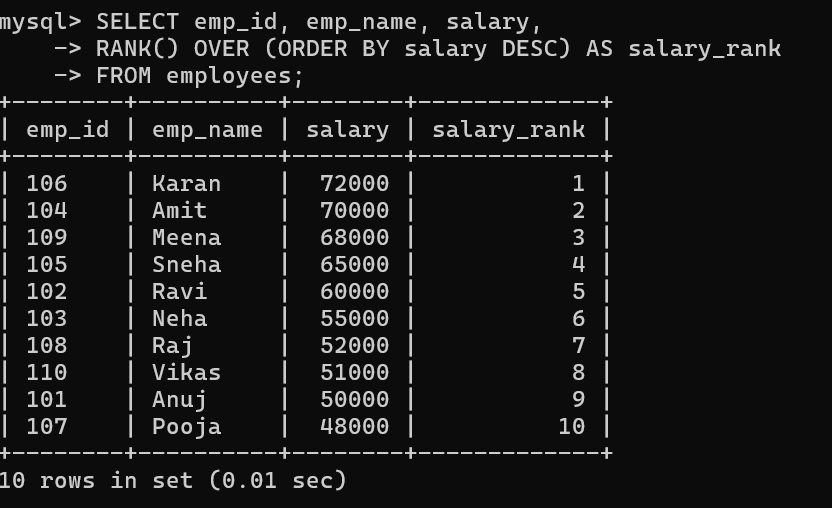 mysql> SELECT emp_id, emp_name, salary,
    -> RANK() OVER (ORDER BY salary DESC) AS salary_rank
    -> FROM employees;
+--------+----------+--------+-------------+
| emp_id | emp_name | salary | salary_rank |
+--------+----------+--------+-------------+
| 106    | Karan    |  72000 |           1 |
| 104    | Amit     |  70000 |           2 |
| 109    | Meena    |  68000 |           3 |
| 105    | Sneha    |  65000 |           4 |
| 102    | Ravi     |  60000 |           5 |
| 103    | Neha     |  55000 |           6 |
| 108    | Raj      |  52000 |           7 |
| 110    | Vikas    |  51000 |           8 |
| 101    | Anuj     |  50000 |           9 |
| 107    | Pooja    |  48000 |          10 |
+--------+----------+--------+-------------+
10 rows in set (0.01 sec)